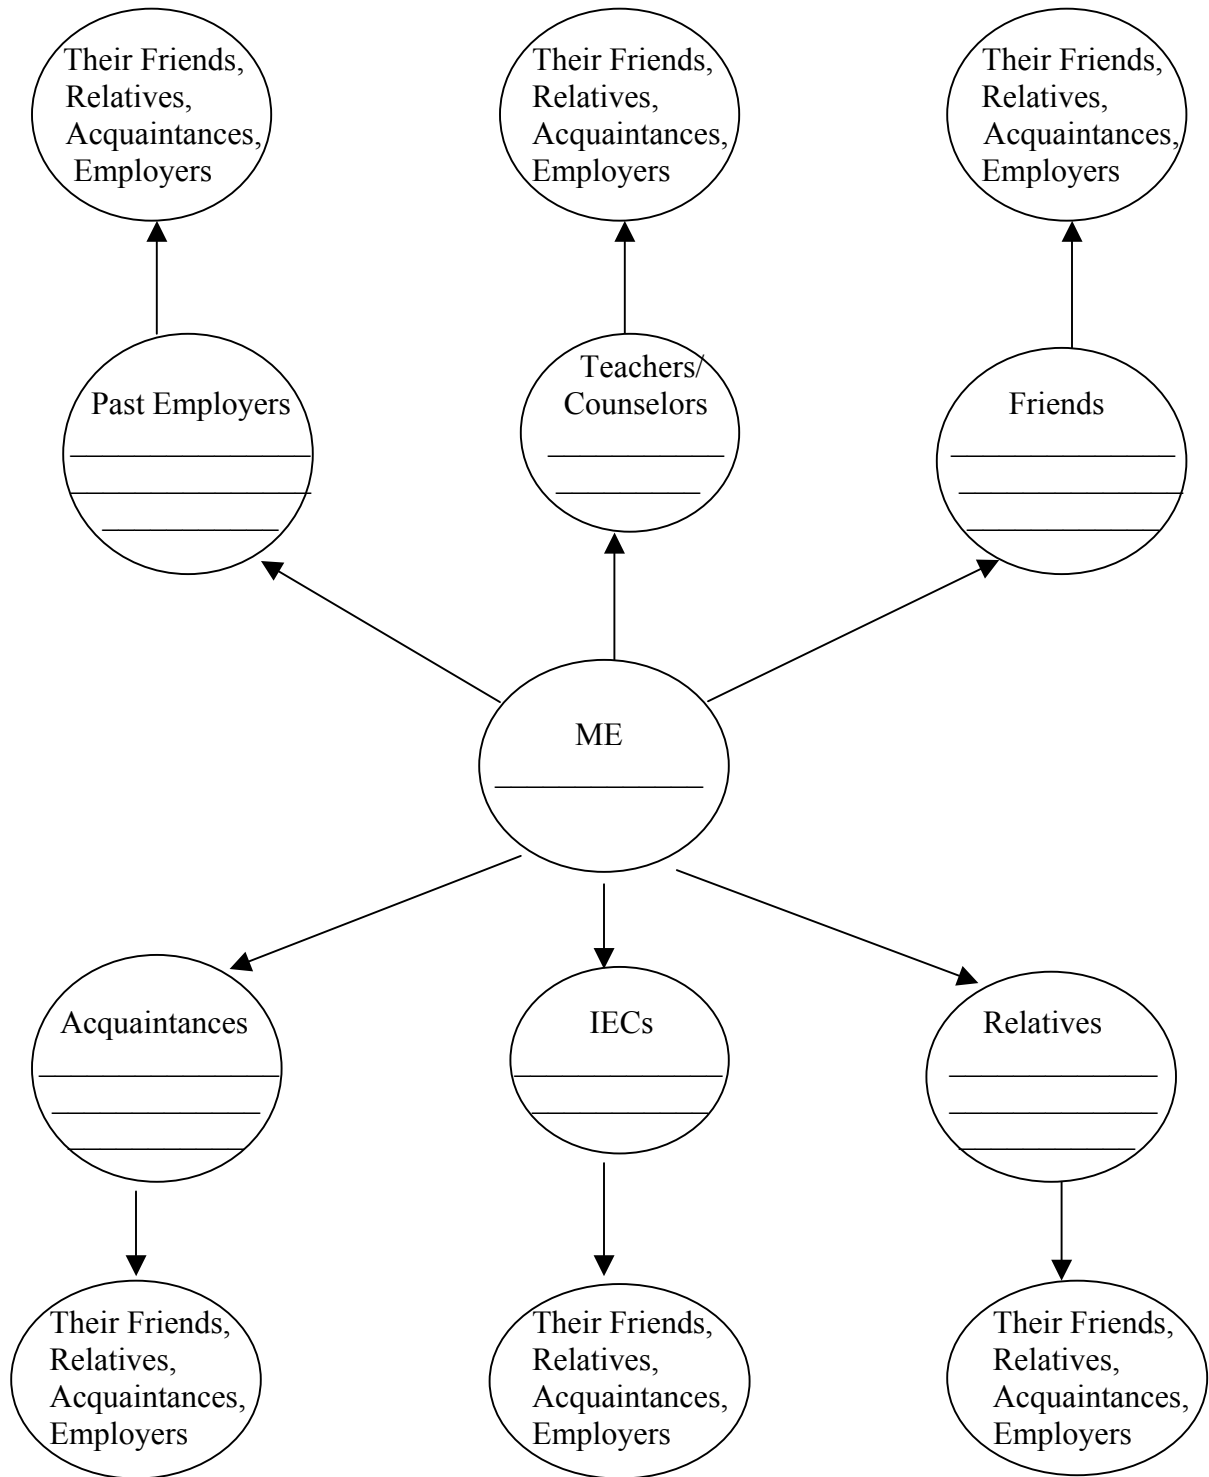 Their Friends,
Relatives,
Acquaintances,
Employers
Their Friends,
Relatives,
Acquaintances,
Employers
Their Friends,
Relatives,
Acquaintances,
Employers
Past Employers
Teachers/
Counselors
Friends
ME
Acquaintances
IECs
Relatives
Their Friends,
Relatives,
Acquaintances,
Employers
Their Friends,
Relatives,
Acquaintances,
Employers
Their Friends,
Relatives,
Acquaintances,
Employers